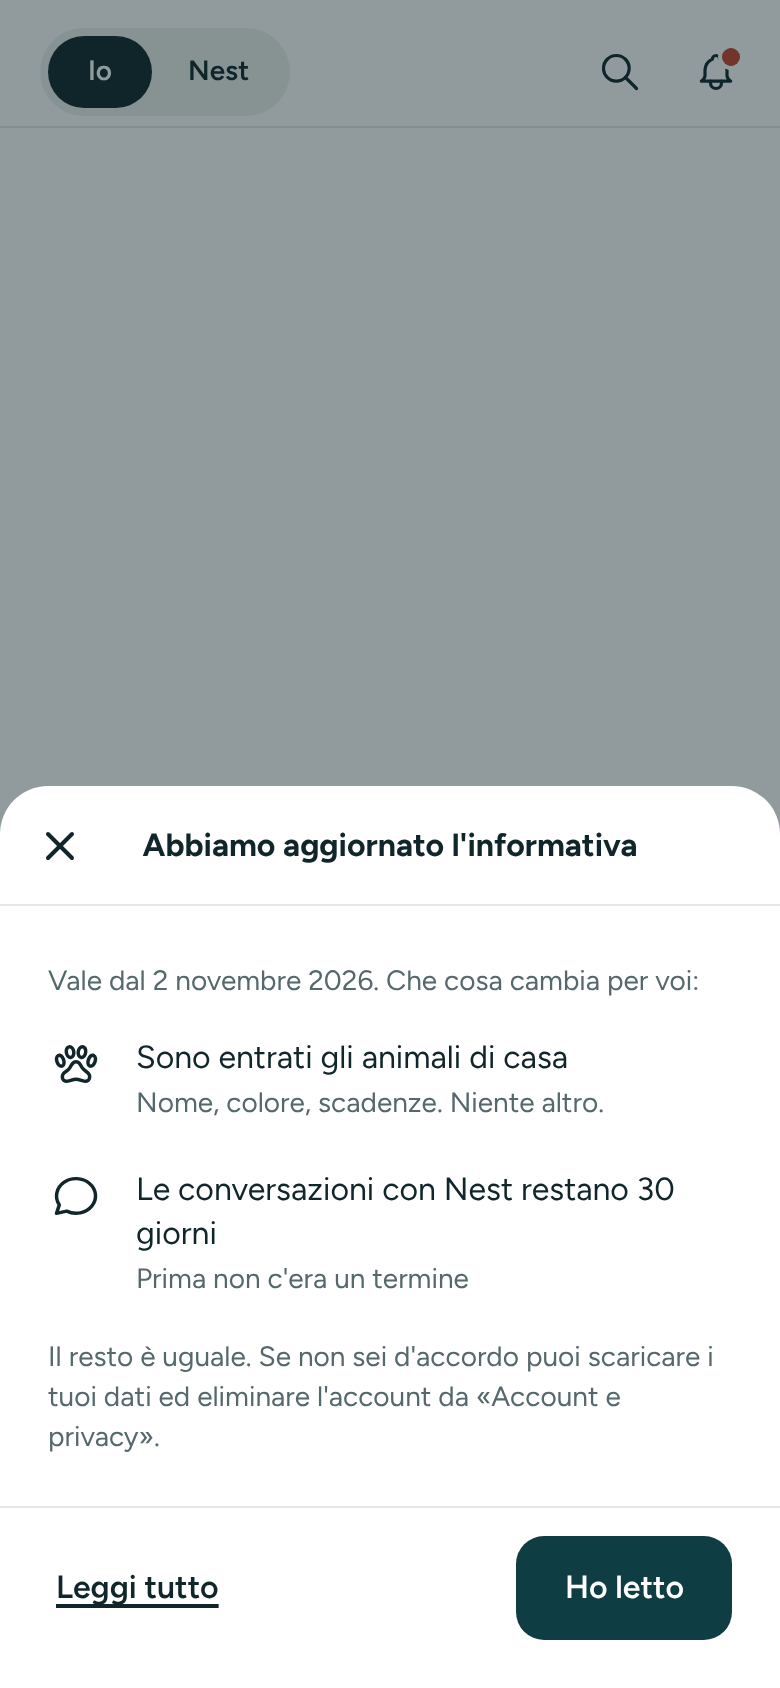 Io
Nest
Abbiamo aggiornato l'informativa
Vale dal 2 novembre 2026. Che cosa cambia per voi:
Sono entrati gli animali di casa
Nome, colore, scadenze. Niente altro.
Le conversazioni con Nest restano 30
giorni
Prima non c'era un termine
Il resto è uguale. Se non sei d'accordo puoi scaricare i
tuoi dati ed eliminare l'account da «Account e
privacy».
Leggi tutto
Ho letto